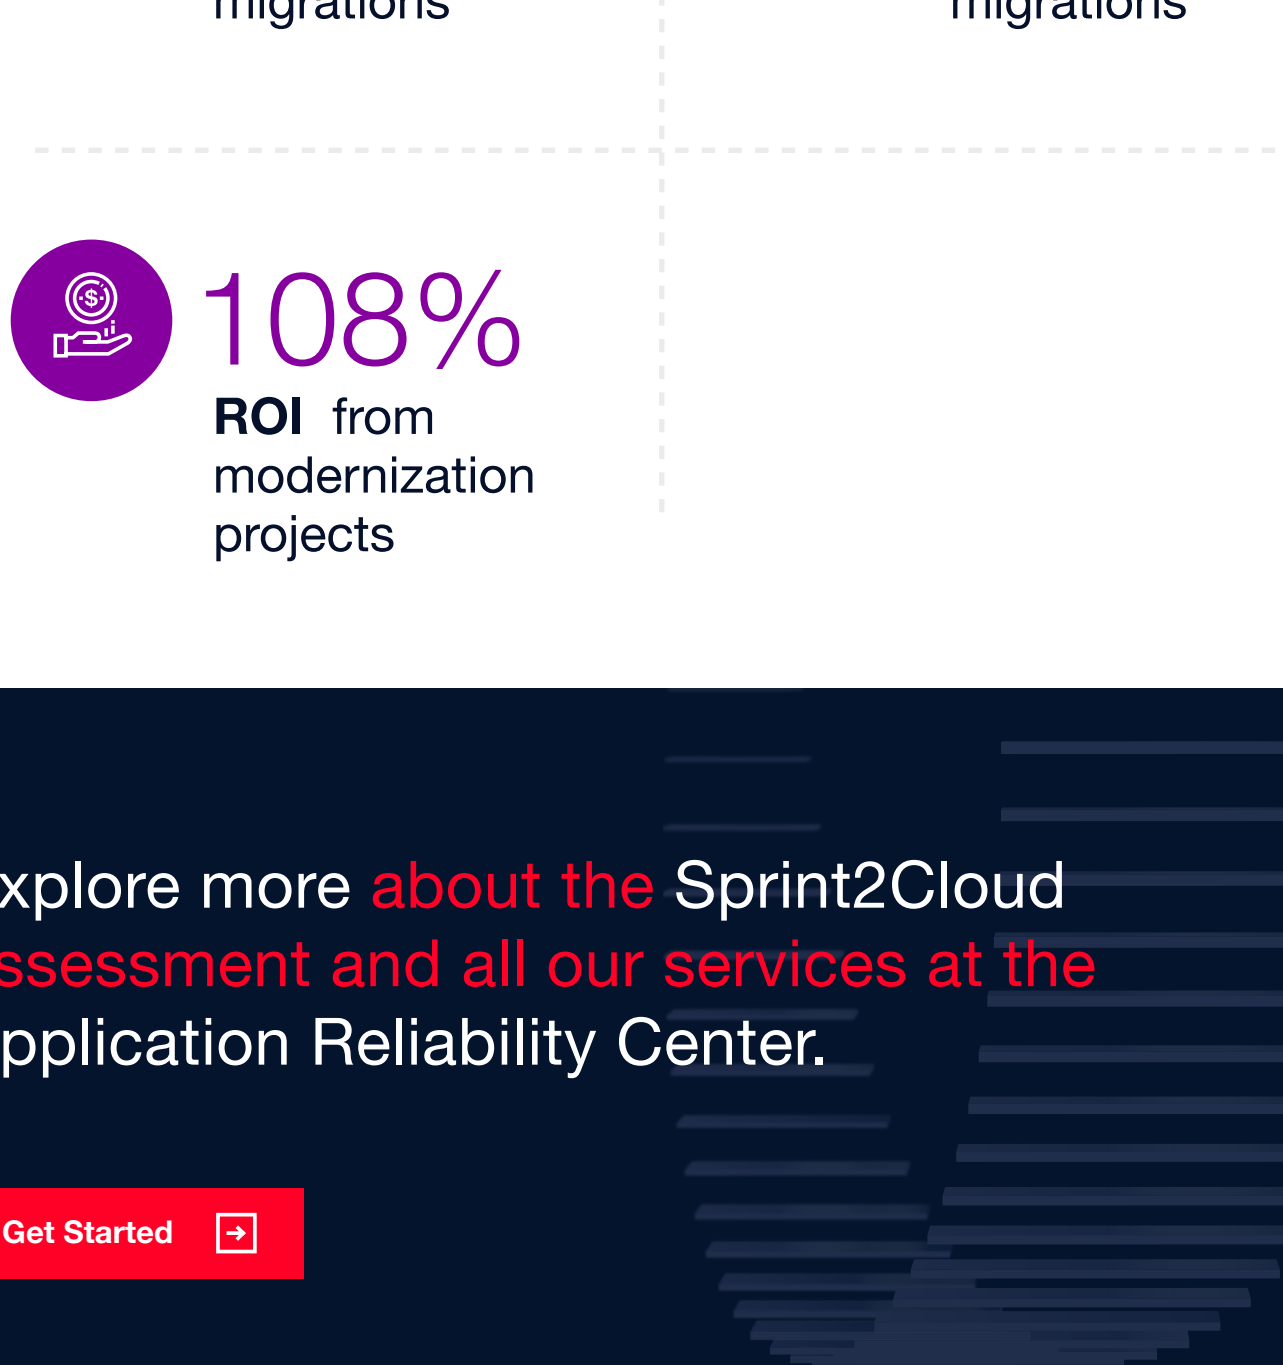 migrations
migrations
108%
ROI from
modernization
projects
xplore more about the Sprint2Cloud
ssessment and all our services at the
pplication Reliability Center.
Get Started